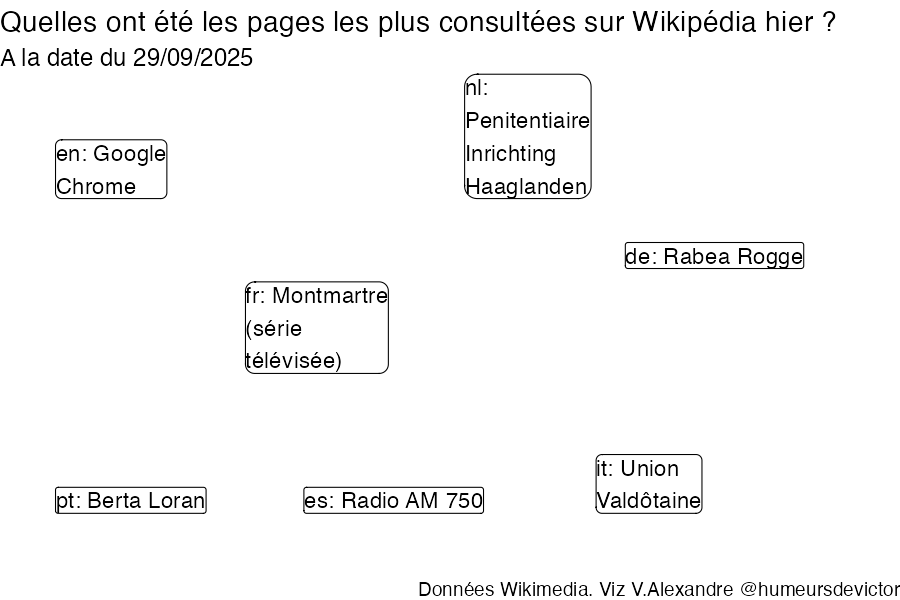 Quelles ont été les pages les plus consultées sur Wikipédia hier ?
A la date du 29/09/2025
nl:
Penitentiaire
Inrichting
Haaglanden
en: Google
Chrome
de: Rabea Rogge
fr: Montmartre
(série
télévisée)
it: Union
Valdôtaine
pt: Berta Loran
es: Radio AM 750
Données Wikimedia. Viz V.Alexandre @humeursdevictor